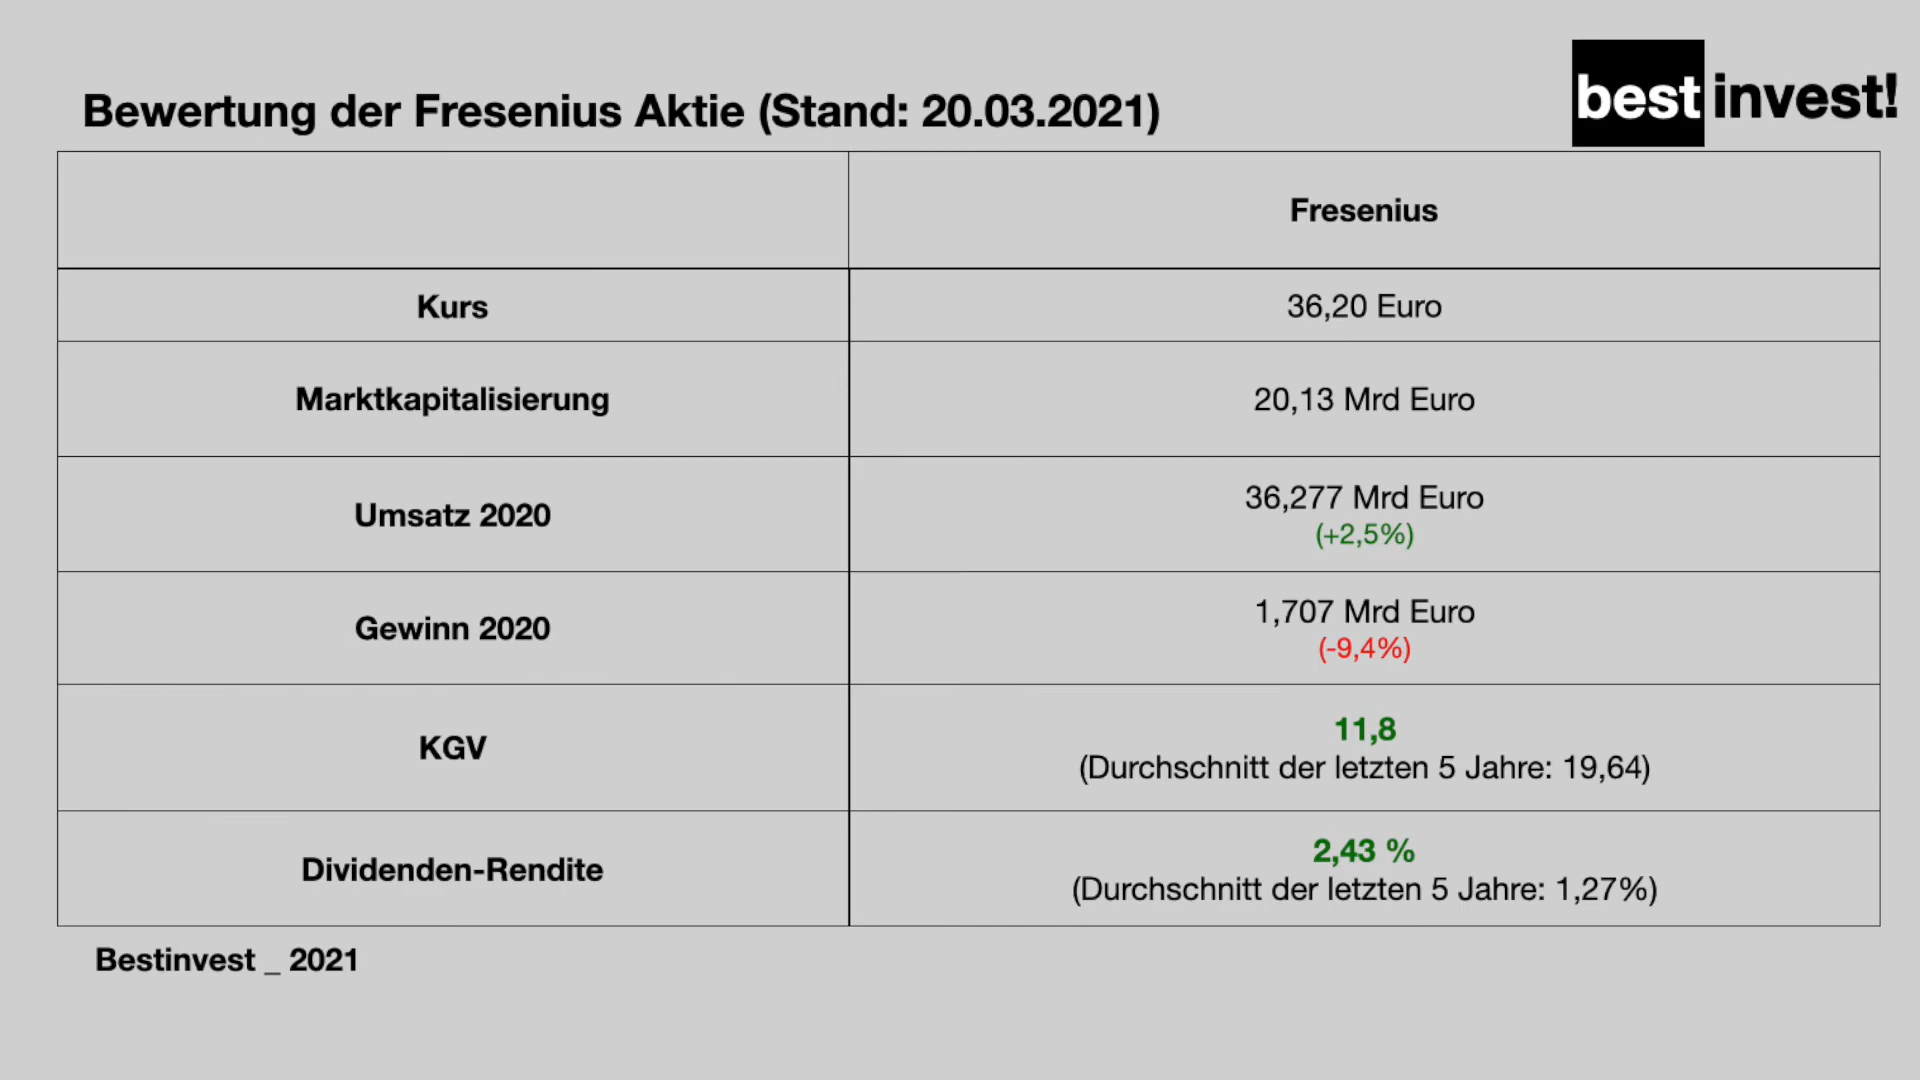 bestinvest!
Bewertung der Fresenius Aktie (Stand: 20.03.2021)
Fresenius
Kurs
36,20 Euro
Marktkapitalisierung
20,13 Mrd Euro
Umsatz 2020
36,277 Mrd Euro
(+2,5%)
Gewinn 2020
1,707 Mrd Euro
(-9,4%)
KGV
11,8
(Durchschnitt der letzten 5 Jahre: 19,64)
Dividenden-Rendite
2,43 %
(Durchschnitt der letzten 5 Jahre: 1,27%)
Bestinvest _ 2021